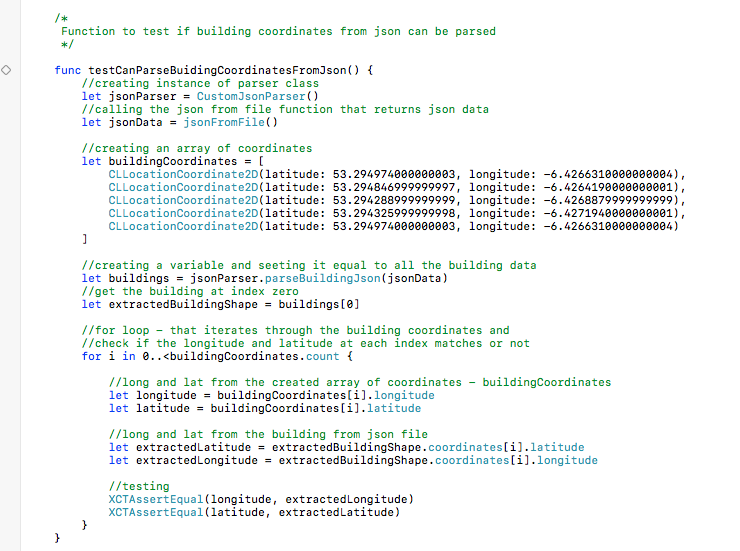 /*
 Function to test if building coordinates from json can be parsed
 */
func testCanParseBuidingCoordinatesFromJson() {
    //creating instance of parser class
    let jsonParser = CustomJsonParser()
    //calling the json from file function that returns json data
    let jsonData = jsonFromFile()
    //creating an array of coordinates
    let buildingCoordinates = [
        CLLocationCoordinate2D(latitude: 53.294974000000003, longitude: -6.4266310000000004),
        CLLocationCoordinate2D(latitude: 53.294846999999997, longitude: -6.4264190000000001),
        CLLocationCoordinate2D(latitude: 53.294288999999999, longitude: -6.4268879999999999),
        CLLocationCoordinate2D(latitude: 53.294325999999998, longitude: -6.4271940000000001),
        CLLocationCoordinate2D(latitude: 53.294974000000003, longitude: -6.4266310000000004)
    ]
    //creating a variable and seeting it equal to all the building data
    let buildings = jsonParser.parseBuildingJson(jsonData)
    //get the building at index zero
    let extractedBuildingShape = buildings[0]
    //for loop - that iterates through the building coordinates and
    //check if the longitude and latitude at each index matches or not
    for i in 0..<buildingCoordinates.count {
        //long and lat from the created array of coordinates - buildingCoordinates
        let longitude = buildingCoordinates[i].longitude
        let latitude = buildingCoordinates[i].latitude
        //long and lat from the building from json file
        let extractedLatitude = extractedBuildingShape.coordinates[i].latitude
        let extractedLongitude = extractedBuildingShape.coordinates[i].longitude
        //testing
        XCTAssertEqual(longitude, extractedLongitude)
        XCTAssertEqual(latitude, extractedLatitude)
    }
}